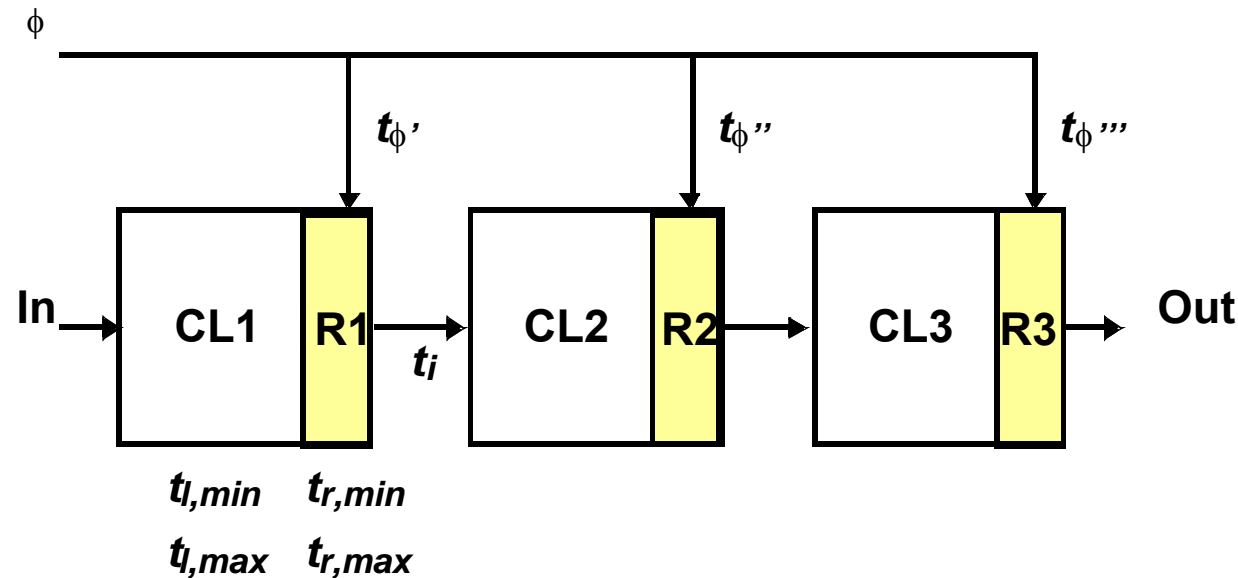 ϕ
tϕ' tϕ'' tϕ'''
In CL1 R1 CL2 R2 CL3 R3 Out
ti
tl,min tr,min
tl,max tr,max